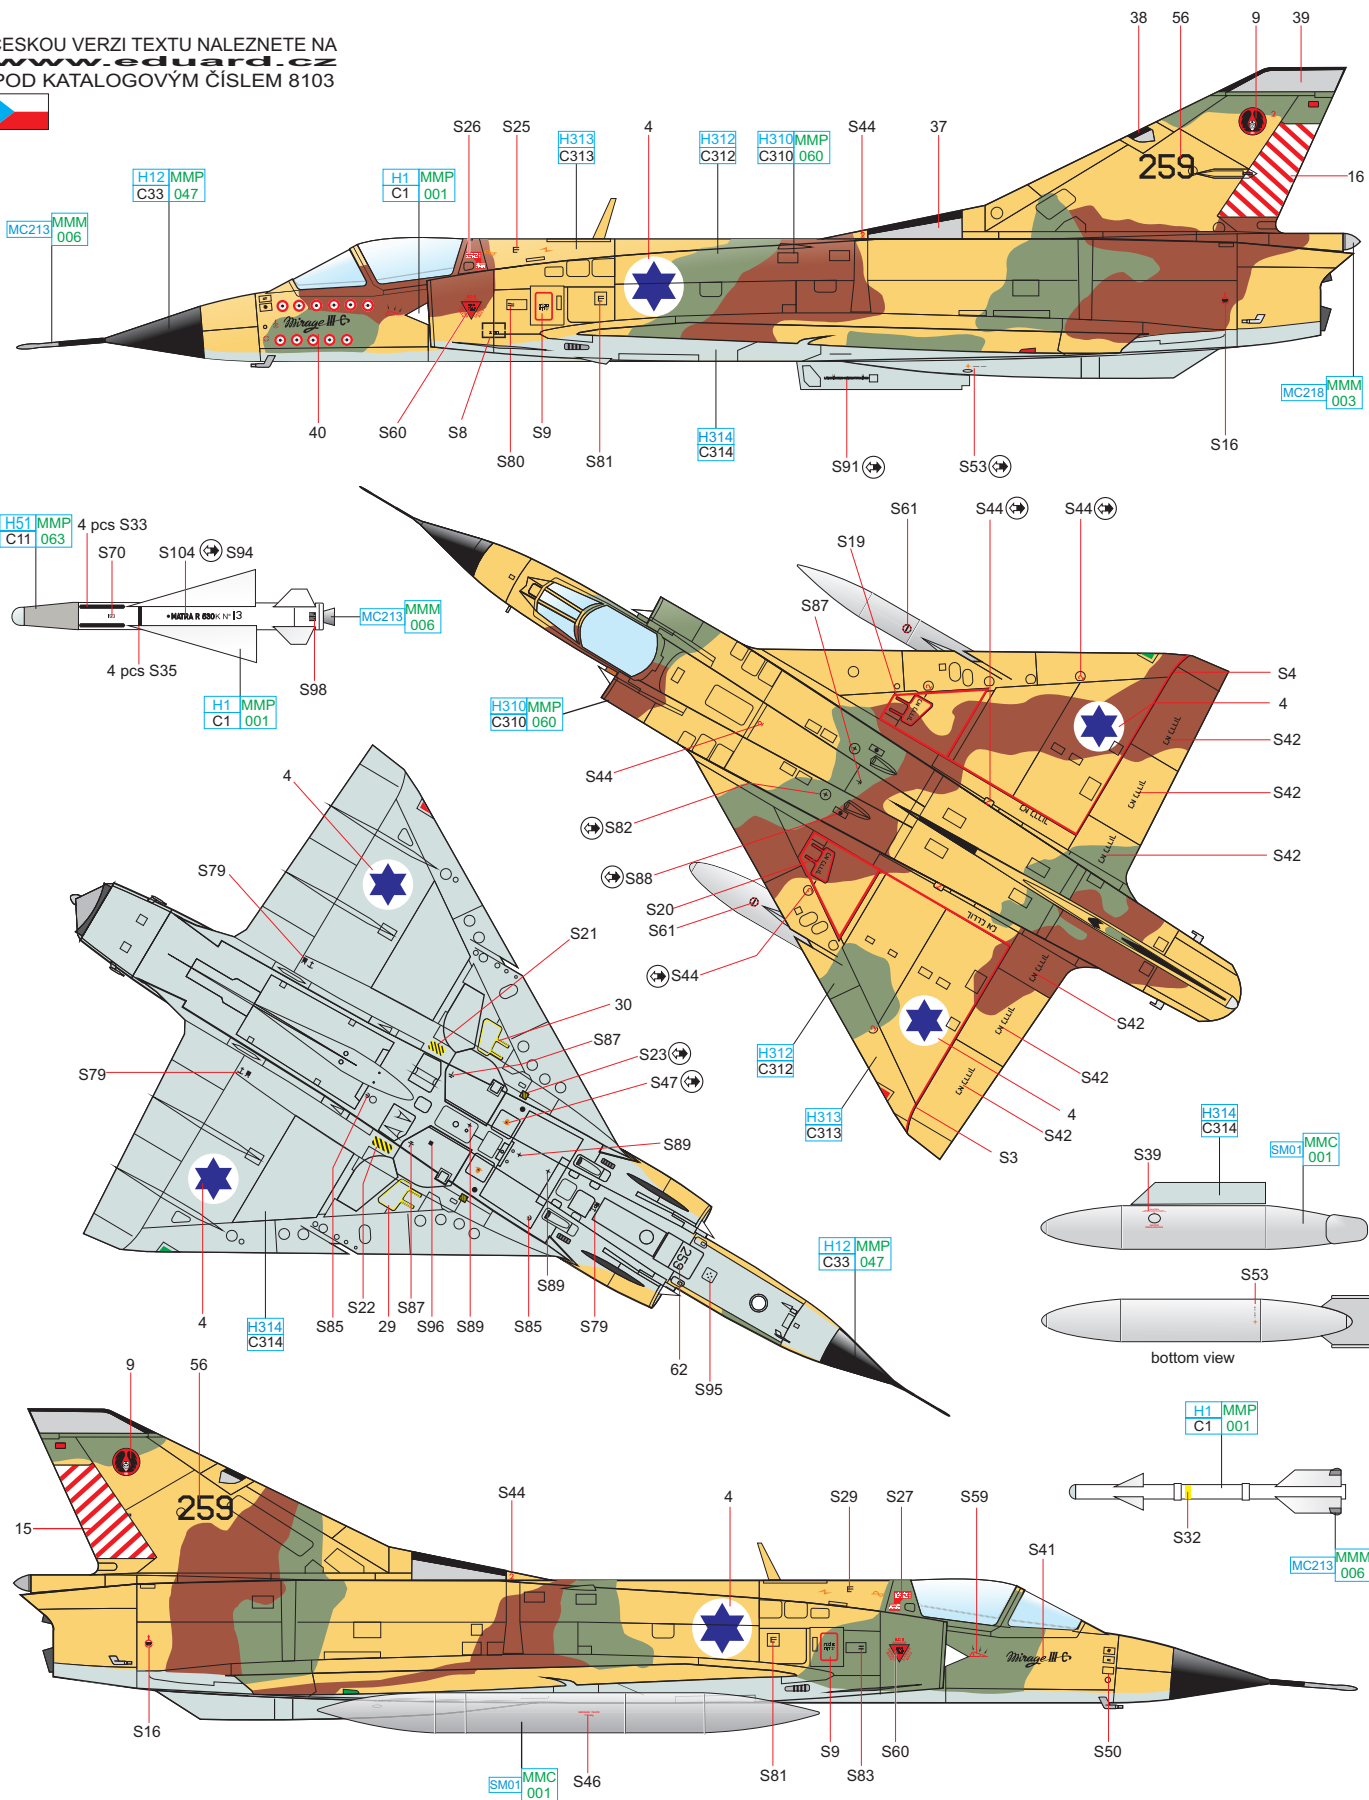 ČESKOU VERZI TEXTU NALEZNETE NA
www.eduard.cz
POD KATALOGOVÝM ČÍSLEM 8103
38 56 9 39
S26 S25 H313 C313 4 H312 C312 H310 C310 MMP 060 S44 37
H12 C33 MMP 047
H1 C1 MMP 001
MC213 MMM 006
259
16
Mirage III C
MC218 MMM 003
40 S60 S8 S9 H314 C314 S16
S80 S81 S91 S53
H51 C11 MMP 063
4 pcs S33
S70 S104 S94
MATRA R 530K N° 13
MC213 MMM 006
4 pcs S35
S98
H1 C1 MMP 001
S61 S44 S44
S19
S87
H310 C310 MMP 060
S4
4
S42
S44
S42
S82
S42
S88
S20
S61
S44
S42
H312 C312
S42
4
H313 C313
S42
S3
4
S79
S21
30
S87
S23
S47
S79
S89
259
4
H314 C314
S85 S22 29 S87 S96 S89 S85 S89 S79
62
S95
H12 C33 MMP 047
H314 C314
SM01 MMC 001
S39
S53
bottom view
9 56
259
15
S44 4 S29 S27 S59
S41
H1 C1 MMP 001
S32
MC213 MMM 006
Mirage III C
S16
SM01 MMC 001
S46
S81 S9 S83 S60 S50